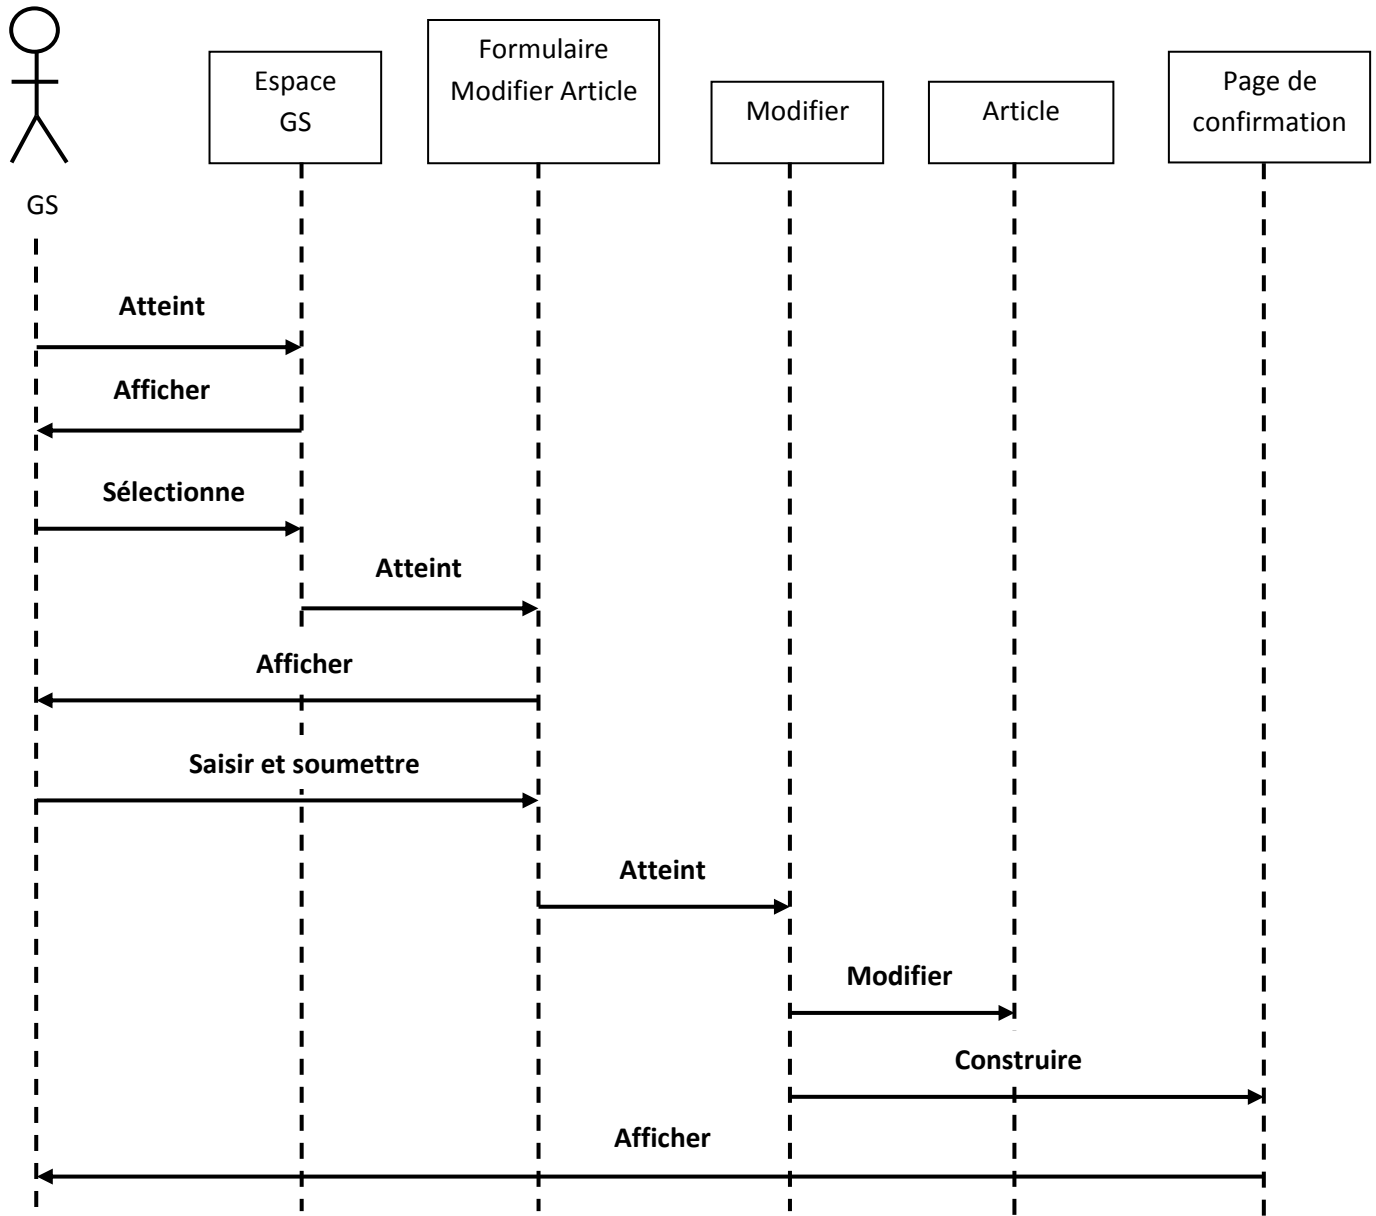 Espace
GS
Formulaire
Modifier Article
Modifier
Article
Page de
confirmation
GS
Atteint
Afficher
Sélectionne
Atteint
Afficher
Saisir et soumettre
Atteint
Modifier
Construire
Afficher